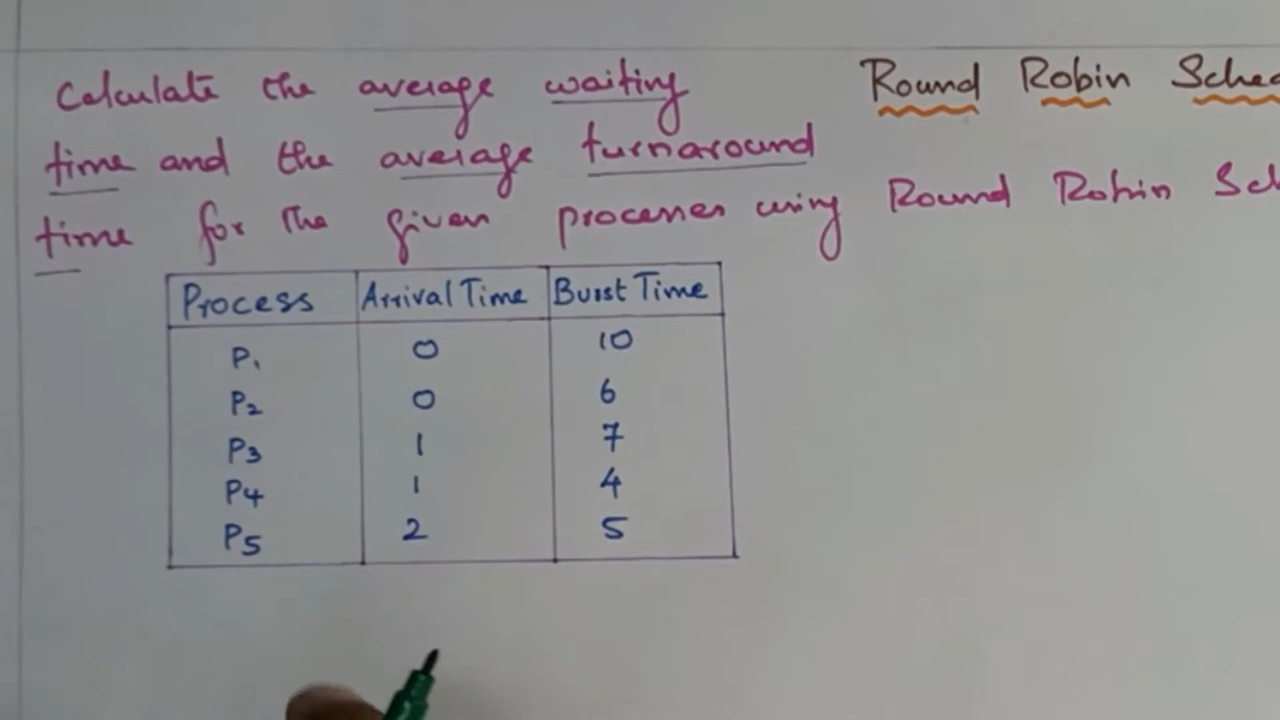 Calculate the average waiting Round Robin Sche
time and the average turnaround
time for the given processes using Round Robin Sch
Process Arrival Time Burst Time
P1 0 10
P2 0 6
P3 1 7
P4 1 4
P5 2 5